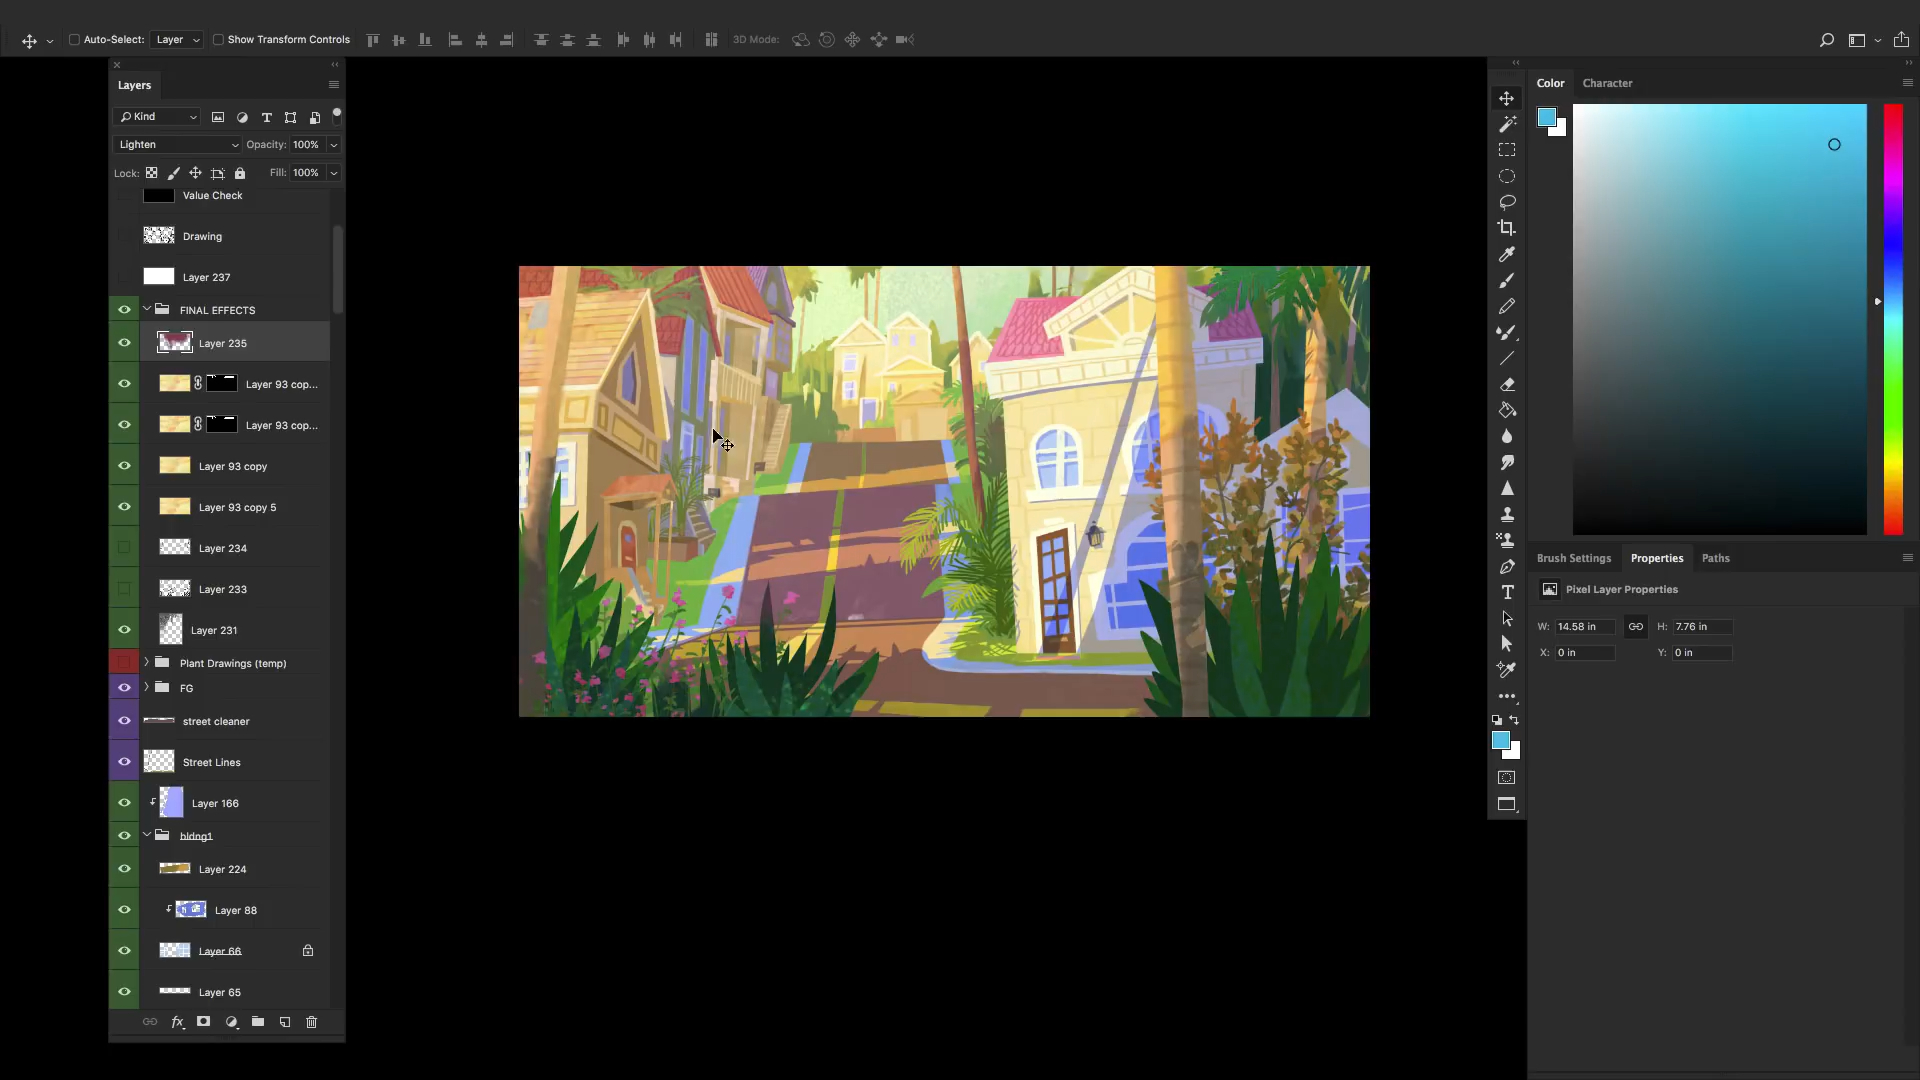 Auto-Select: Layer Show Transform Controls 3D Mode:
Layers
Kind
Lighten Opacity: 100%
Lock: Fill: 100%
Value Check
Drawing
Layer 237
FINAL EFFECTS
Layer 235
Layer 93 cop...
Layer 93 cop...
Layer 93 copy
Layer 93 copy 5
Layer 234
Layer 233
Layer 231
Plant Drawings (temp)
FG
street cleaner
Street Lines
Layer 166
bldng1
Layer 224
Layer 88
Layer 66
Layer 65
fx
Color Character
Brush Settings Properties Paths
Pixel Layer Properties
W: 14.58 in H: 7.76 in
X: 0 in Y: 0 in